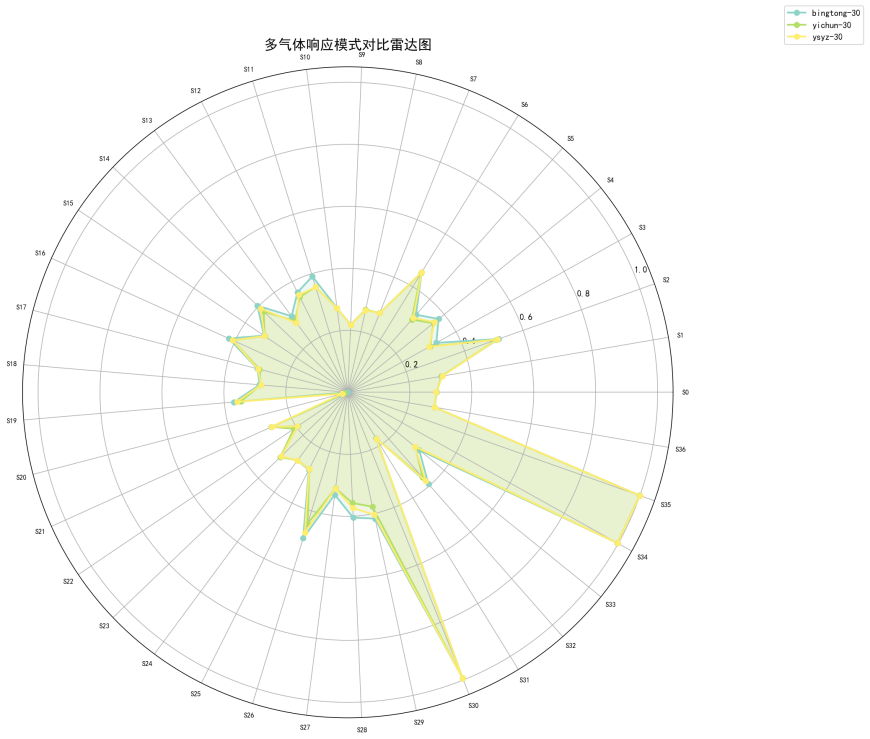 bingtong-30
yichun-30
ysyz-30
多气体响应模式对比雷达图
S9
S10
S8
S11
S7
S12
S6
S13
S5
S14
S4
S15
S3
S16
1.0
S2
0.8
S17
0.6
S1
0.4
S18
0.2
S0
S19
S36
S20
S35
S21
S34
S22
S33
S23
S32
S24
S31
S25
S30
S26
S29
S27
S28